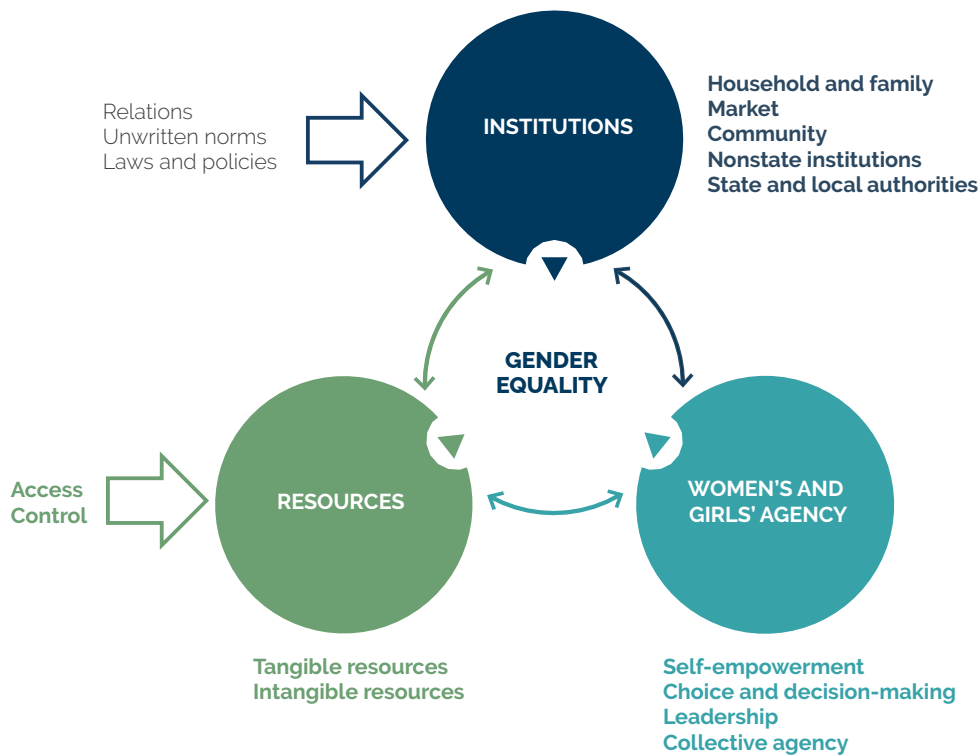 Relations
Unwritten norms
Laws and policies
INSTITUTIONS
Household and family
Market
Community
Nonstate institutions
State and local authorities
GENDER
EQUALITY
Access
Control
RESOURCES
WOMEN’S AND
GIRLS’ AGENCY
Tangible resources
Intangible resources
Self-empowerment
Choice and decision-making
Leadership
Collective agency